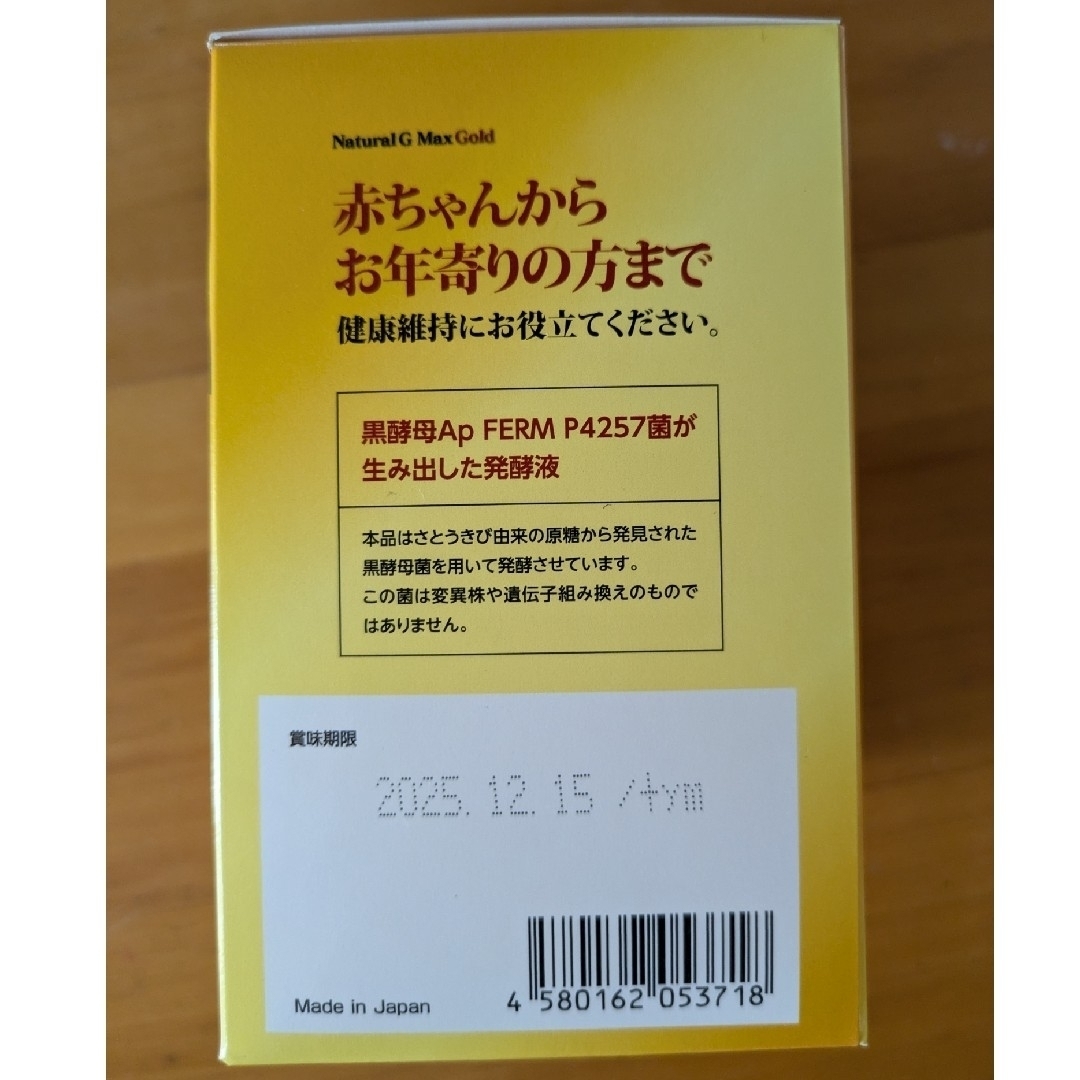 Natural G Max Gold
赤ちゃんから
お年寄りの方まで
健康維持にお役立てください。
黒酵母Ap FERM P4257菌が
生み出した発酵液
本品はさとうきび由来の原糖から発見された
黒酵母菌を用いて発酵させています。
この菌は変異株や遺伝子組み換えのもので
はありません。
賞味期限
2025.12.15 /+ym
Made in Japan
4 580162 053718